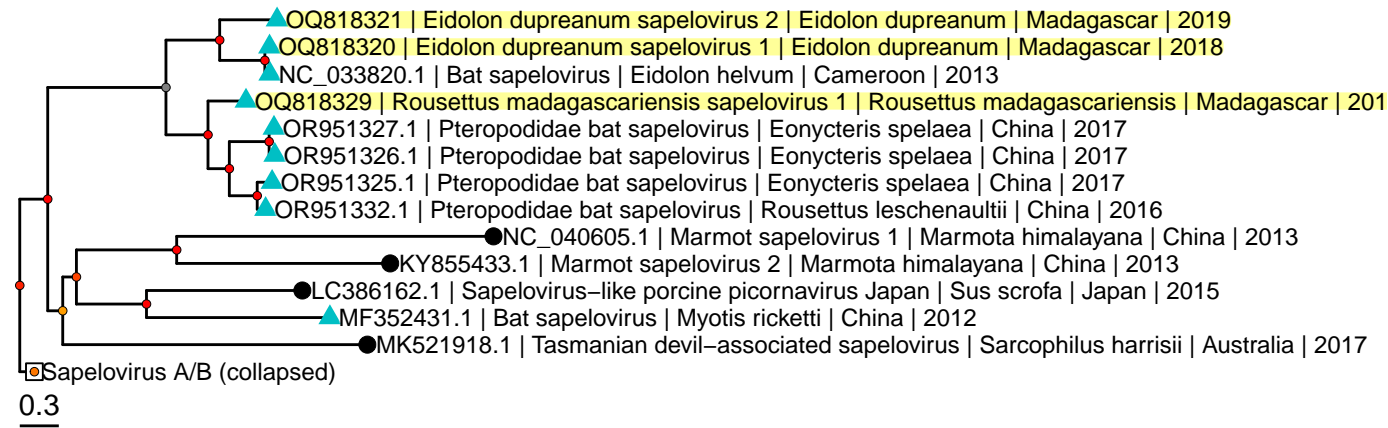 OQ818321 | Eidolon dupreanum sapelovirus 2 | Eidolon dupreanum | Madagascar | 2019
OQ818320 | Eidolon dupreanum sapelovirus 1 | Eidolon dupreanum | Madagascar | 2018
NC_033820.1 | Bat sapelovirus | Eidolon helvum | Cameroon | 2013
OQ818329 | Rousettus madagascariensis sapelovirus 1 | Rousettus madagascariensis | Madagascar | 201
OR951327.1 | Pteropodidae bat sapelovirus | Eonycteris spelaea | China | 2017
OR951326.1 | Pteropodidae bat sapelovirus | Eonycteris spelaea | China | 2017
OR951325.1 | Pteropodidae bat sapelovirus | Eonycteris spelaea | China | 2017
OR951332.1 | Pteropodidae bat sapelovirus | Rousettus leschenaultii | China | 2016
NC_040605.1 | Marmot sapelovirus 1 | Marmota himalayana | China | 2013
KY855433.1 | Marmot sapelovirus 2 | Marmota himalayana | China | 2013
LC386162.1 | Sapelovirus−like porcine picornavirus Japan | Sus scrofa | Japan | 2015
MF352431.1 | Bat sapelovirus | Myotis ricketti | China | 2012
MK521918.1 | Tasmanian devil−associated sapelovirus | Sarcophilus harrisii | Australia | 2017
Sapelovirus A/B (collapsed)
0.3